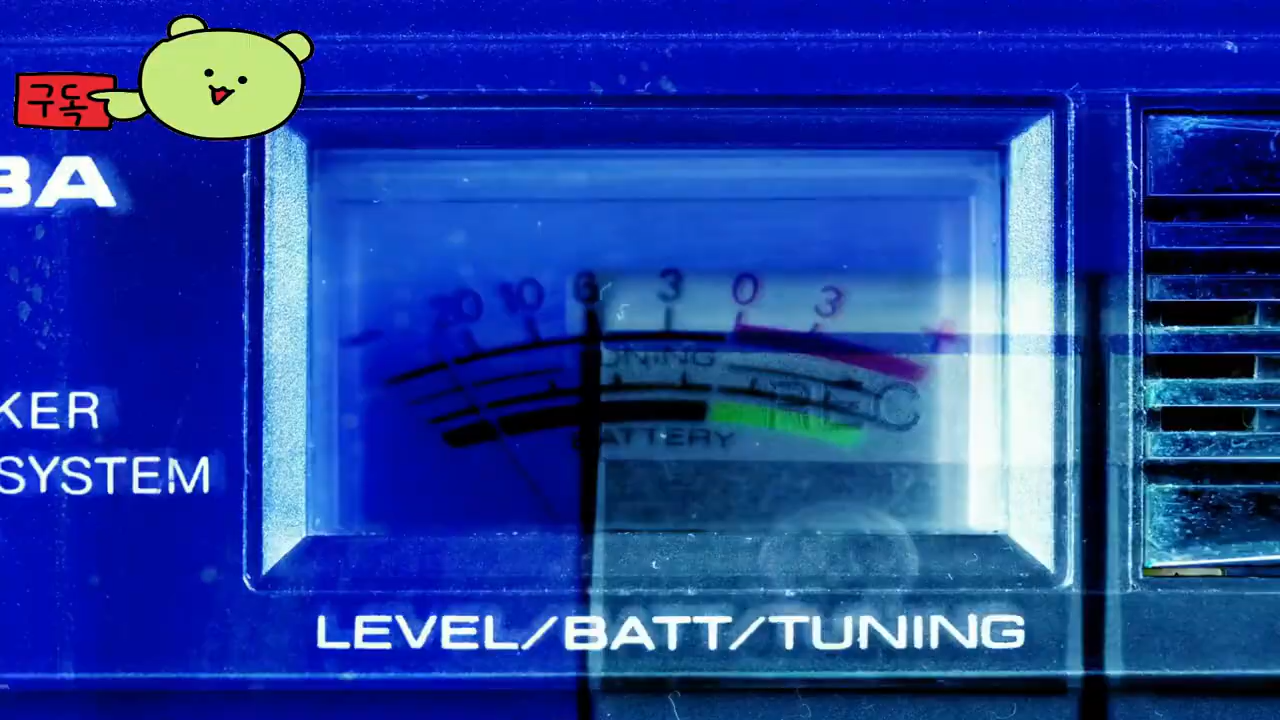 구독
BA
20 10 6 3 0 3
- +
TUNING
REC
BATTERY
KER
SYSTEM
LEVEL/BATT/TUNING